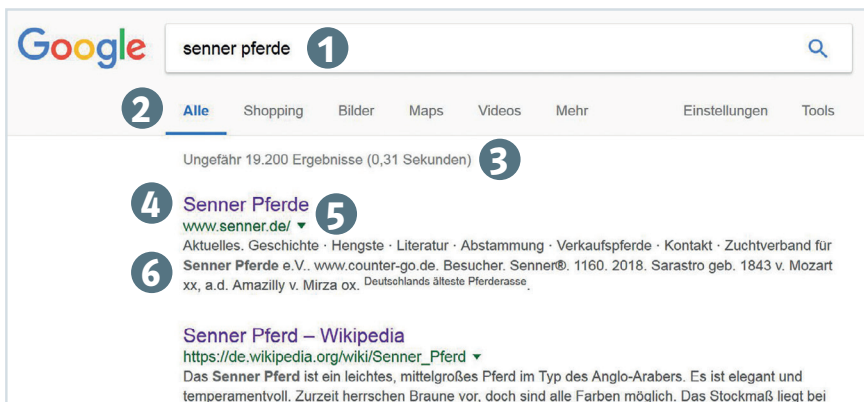 Google senner pferde 1
2 Alle Shopping Bilder Maps Videos Mehr Einstellungen Tools
Ungefähr 19.200 Ergebnisse (0,31 Sekunden) 3
4 Senner Pferde
www.senner.de/ 5
Aktuelles. Geschichte · Hengste · Literatur · Abstammung · Verkaufspferde · Kontakt · Zuchtverband für
6 Senner Pferde e.V.. www.counter-go.de. Besucher. Senner®. 1160. 2018. Sarastro geb. 1843 v. Mozart
xx, a.d. Amazilly v. Mirza ox. Deutschlands älteste Pferderasse.
Senner Pferd – Wikipedia
https://de.wikipedia.org/wiki/Senner_Pferd
Das Senner Pferd ist ein leichtes, mittelgroßes Pferd im Typ des Anglo-Arabers. Es ist elegant und
temperamentvoll. Zurzeit herrschen Braune vor, doch sind alle Farben möglich. Das Stockmaß liegt bei